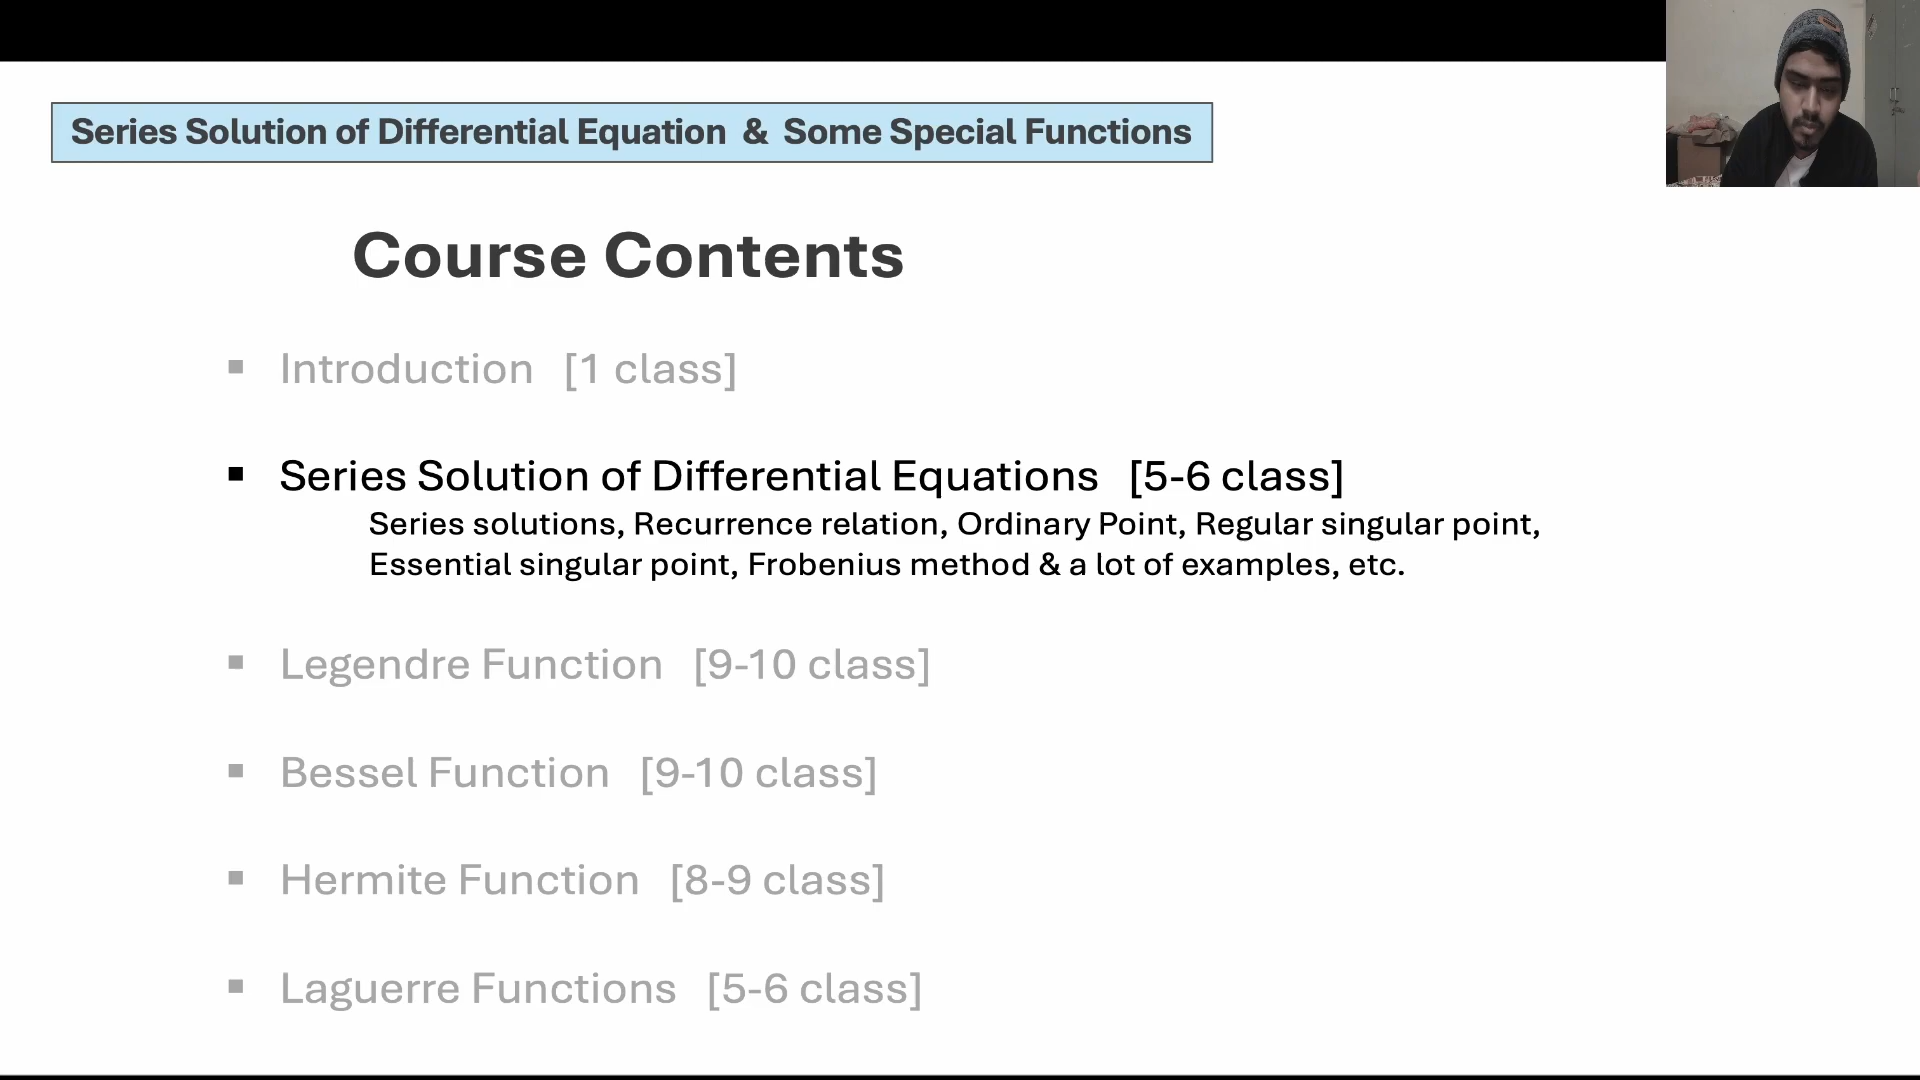 Series Solution of Differential Equation & Some Special Functions
Course Contents
▪ Introduction [1 class]
▪ Series Solution of Differential Equations [5-6 class]
Series solutions, Recurrence relation, Ordinary Point, Regular singular point,
Essential singular point, Frobenius method & a lot of examples, etc.
▪ Legendre Function [9-10 class]
▪ Bessel Function [9-10 class]
▪ Hermite Function [8-9 class]
▪ Laguerre Functions [5-6 class]